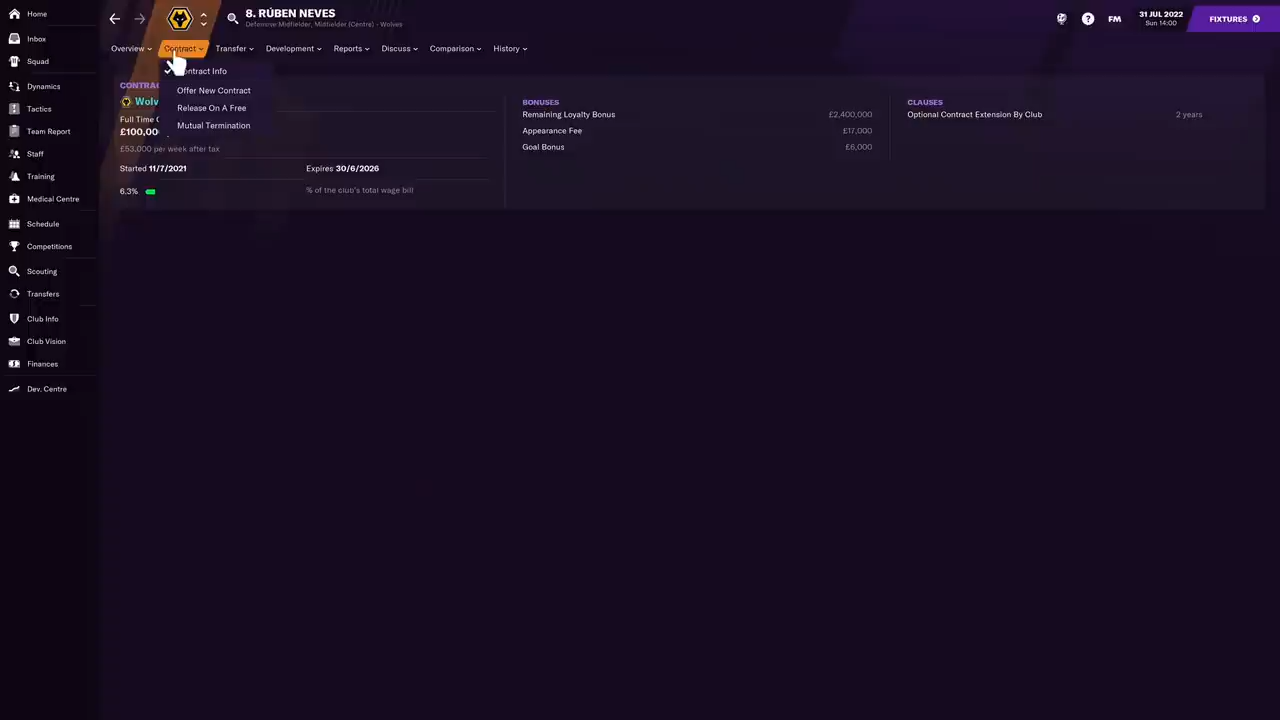 Home
Inbox
Squad
Dynamics
Tactics
Team Report
Staff
Training
Medical Centre
Schedule
Competitions
Scouting
Transfers
Club Info
Club Vision
Finances
Dev. Centre
8. RÚBEN NEVES
Defensive Midfielder, Midfielder (Centre) - Wolves
FM
31 JUL 2022
Sun 14:00
FIXTURES
Overview
Contract
Transfer
Development
Reports
Discuss
Comparison
History
Contract Info
Offer New Contract
Release On A Free
Mutual Termination
£53,000 per week after tax
Started 11/7/2021
Expires 30/6/2026
6.3%
% of the club's total wage bill
BONUSES
Remaining Loyalty Bonus £2,400,000
Appearance Fee £17,000
Goal Bonus £6,000
CLAUSES
Optional Contract Extension By Club 2 years